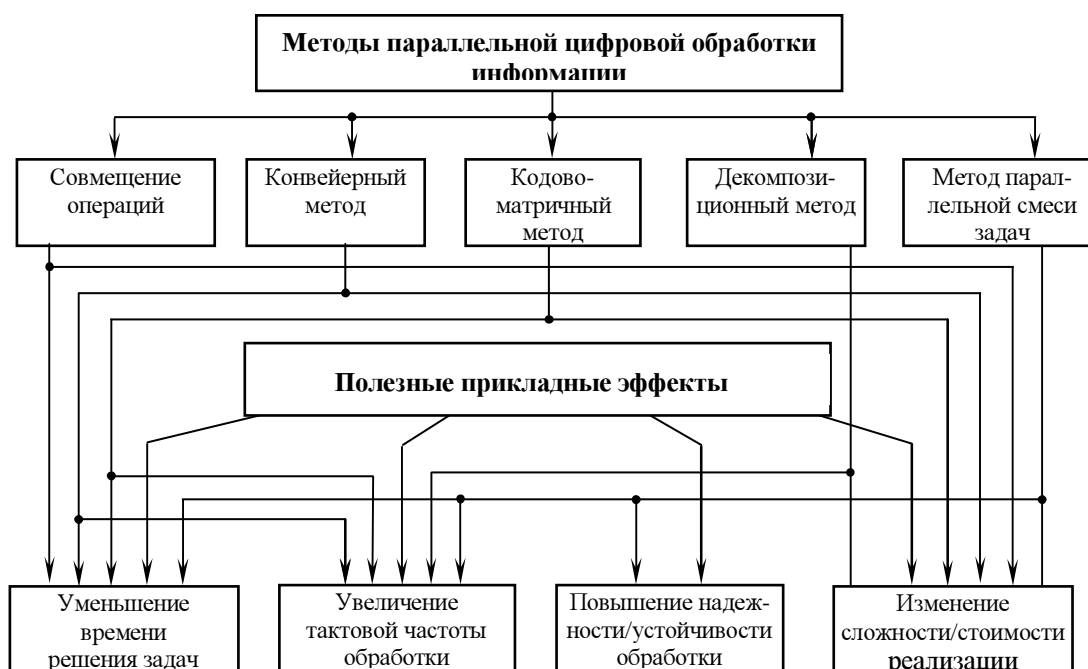 Методы параллельной цифровой обработки
информации
Совмещение
операций
Конвейерный
метод
Кодово-
матричный
метод
Декомпози-
ционный метод
Метод парал-
лельной смеси
задач
Полезные прикладные эффекты
Уменьшение
времени
решения задач
Увеличение
тактовой частоты
обработки
Повышение надеж-
ности/устойчивости
обработки
Изменение
сложности/стоимости
реализации